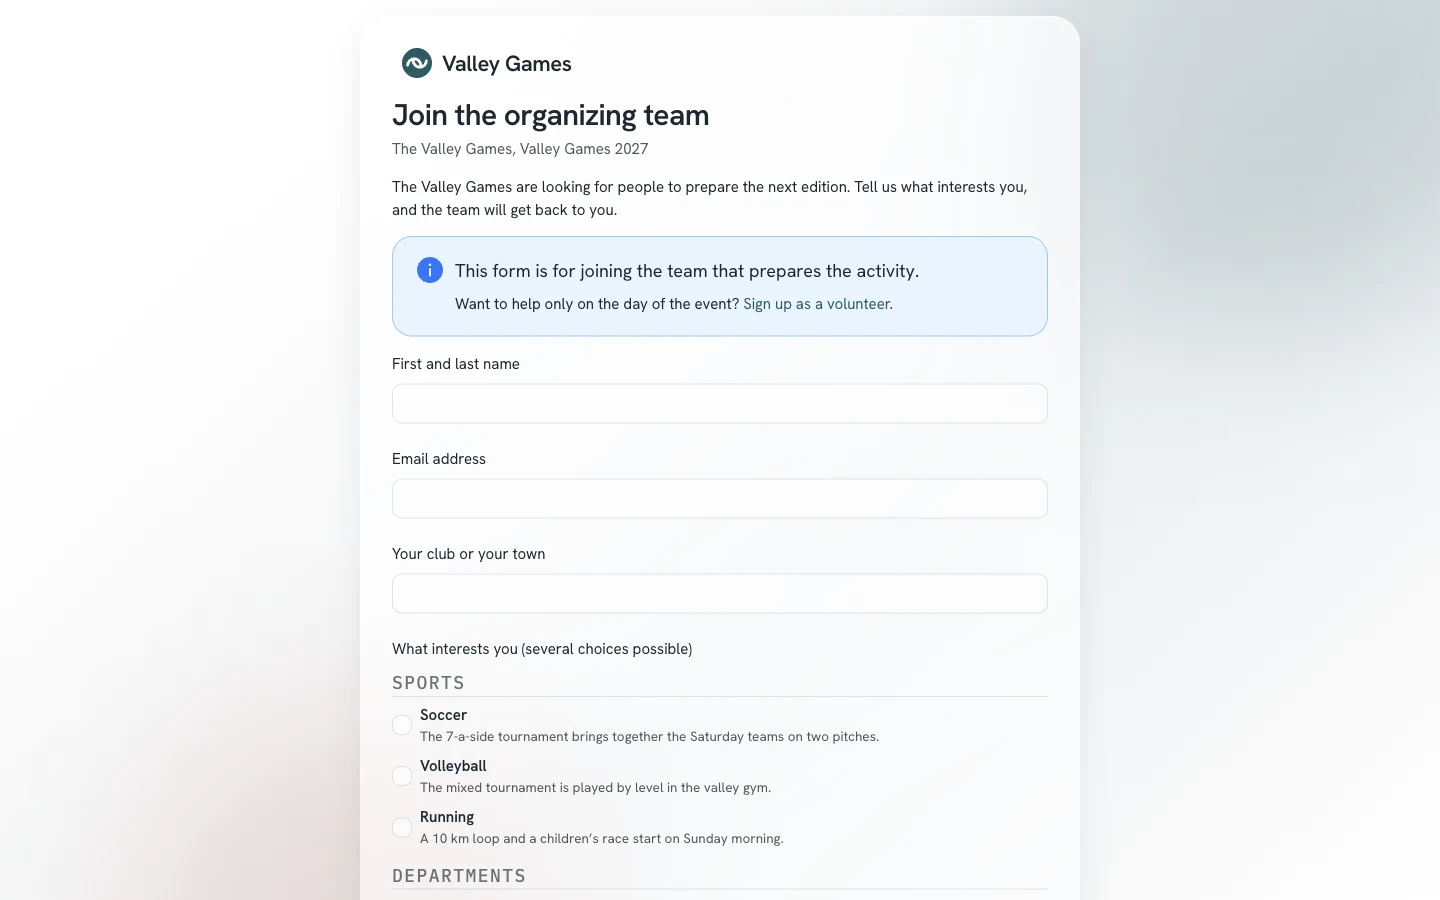 Valley Games
Join the organizing team
The Valley Games, Valley Games 2027
The Valley Games are looking for people to prepare the next edition. Tell us what interests you,
and the team will get back to you.
This form is for joining the team that prepares the activity.
Want to help only on the day of the event? Sign up as a volunteer.
First and last name
Email address
Your club or your town
What interests you (several choices possible)
SPORTS
Soccer
The 7-a-side tournament brings together the Saturday teams on two pitches.
Volleyball
The mixed tournament is played by level in the valley gym.
Running
A 10 km loop and a children’s race start on Sunday morning.
DEPARTMENTS